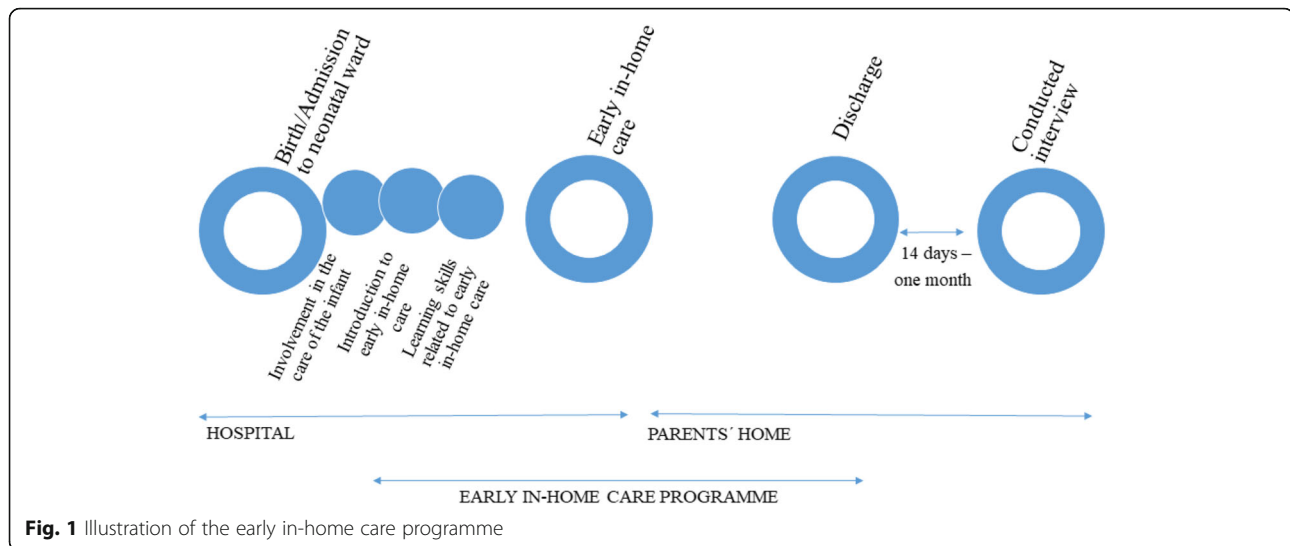 Birth/Admission
to neonatal ward
Involvement in the
care of the infant
Introduction to
early in-home
care
Learning skills
related to early
in-home care
Early in-home
care
Discharge
14 days –
one month
Conducted
interview
HOSPITAL
PARENTS´ HOME
EARLY IN-HOME CARE PROGRAMME
Fig. 1 Illustration of the early in-home care programme